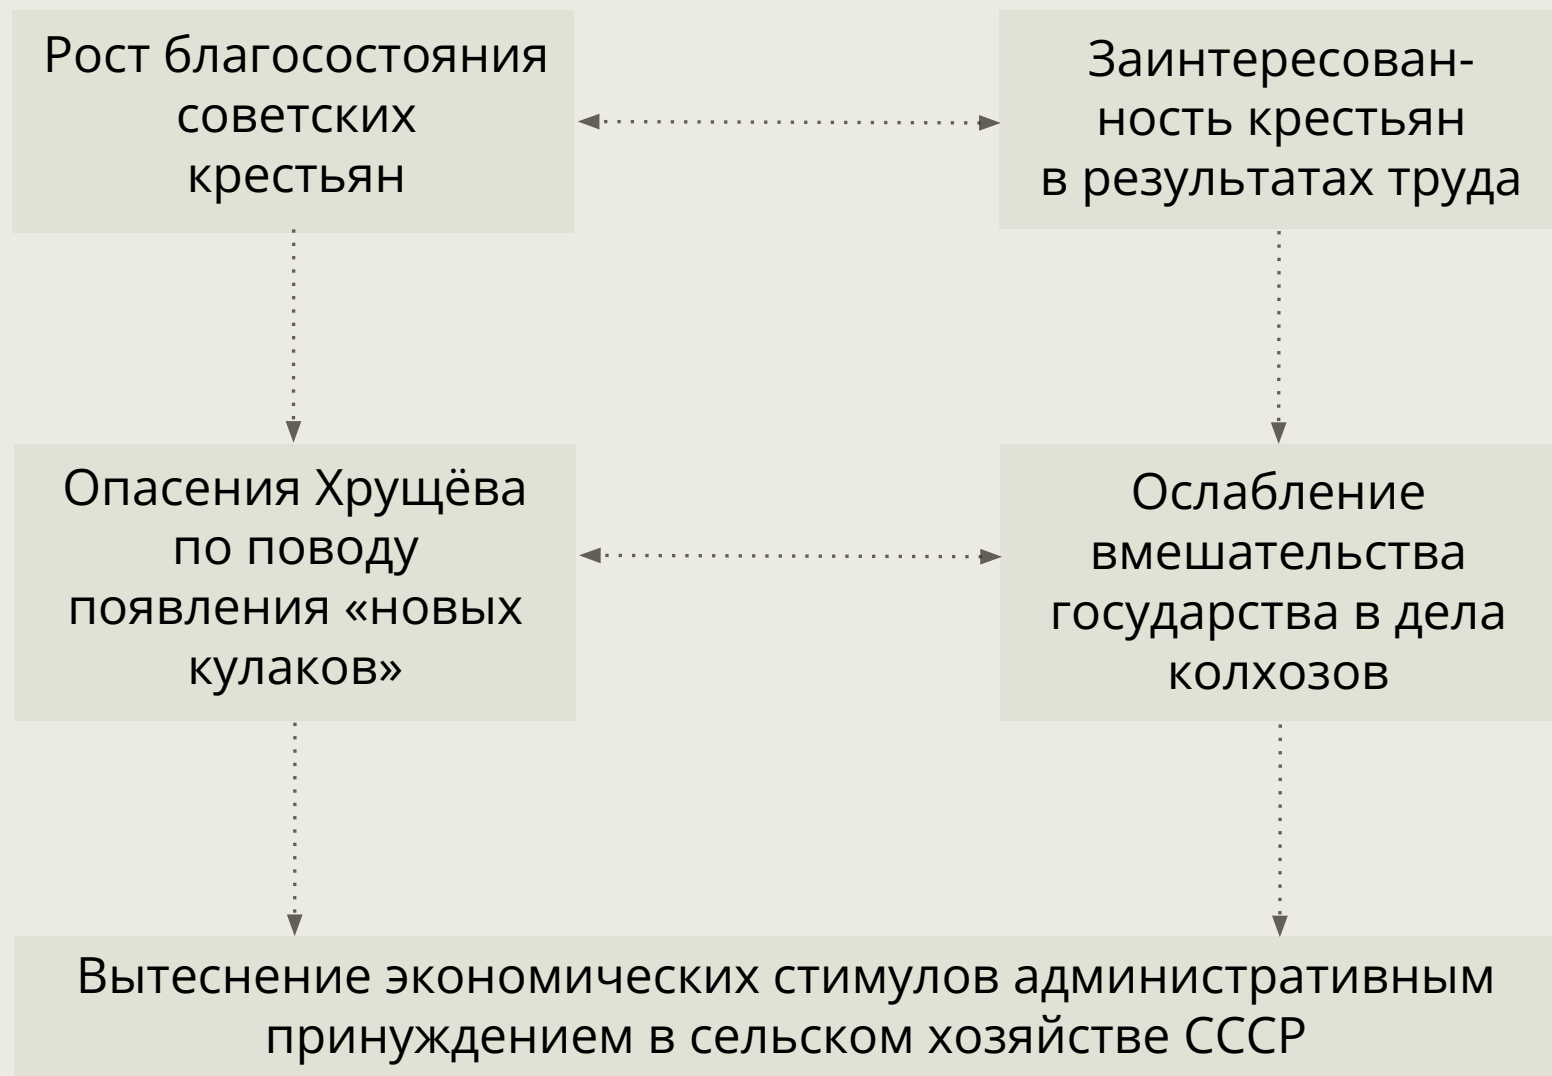 Рост благосостояния
советских
крестьян
Заинтересован-
ность крестьян
в результатах труда
Опасения Хрущёва
по поводу
появления «новых
кулаков»
Ослабление
вмешательства
государства в дела
колхозов
Вытеснение экономических стимулов административным
принуждением в сельском хозяйстве СССР